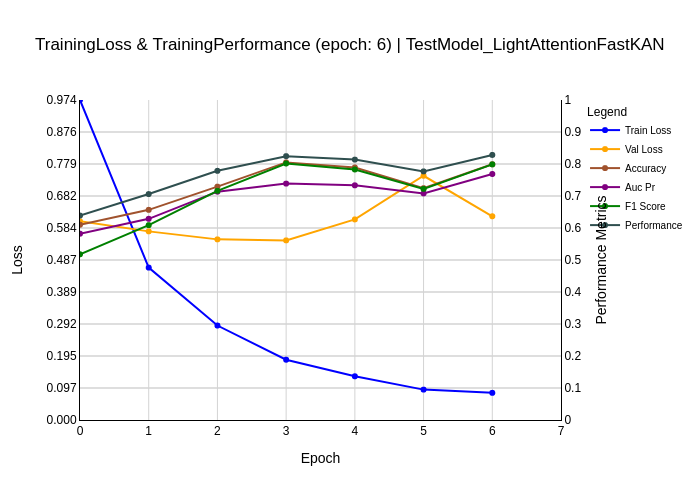 TrainingLoss & TrainingPerformance (epoch: 6) | TestModel_LightAttentionFastKAN
0.974
0.876
0.779
0.682
0.584
0.487
0.389
0.292
0.195
0.097
0.000
Loss
0 1 2 3 4 5 6 7
Epoch
1
0.9
0.8
0.7
0.6
0.5
0.4
0.3
0.2
0.1
0
Performance Metrics
Legend
Train Loss
Val Loss
Accuracy
Auc Pr
F1 Score
Performance